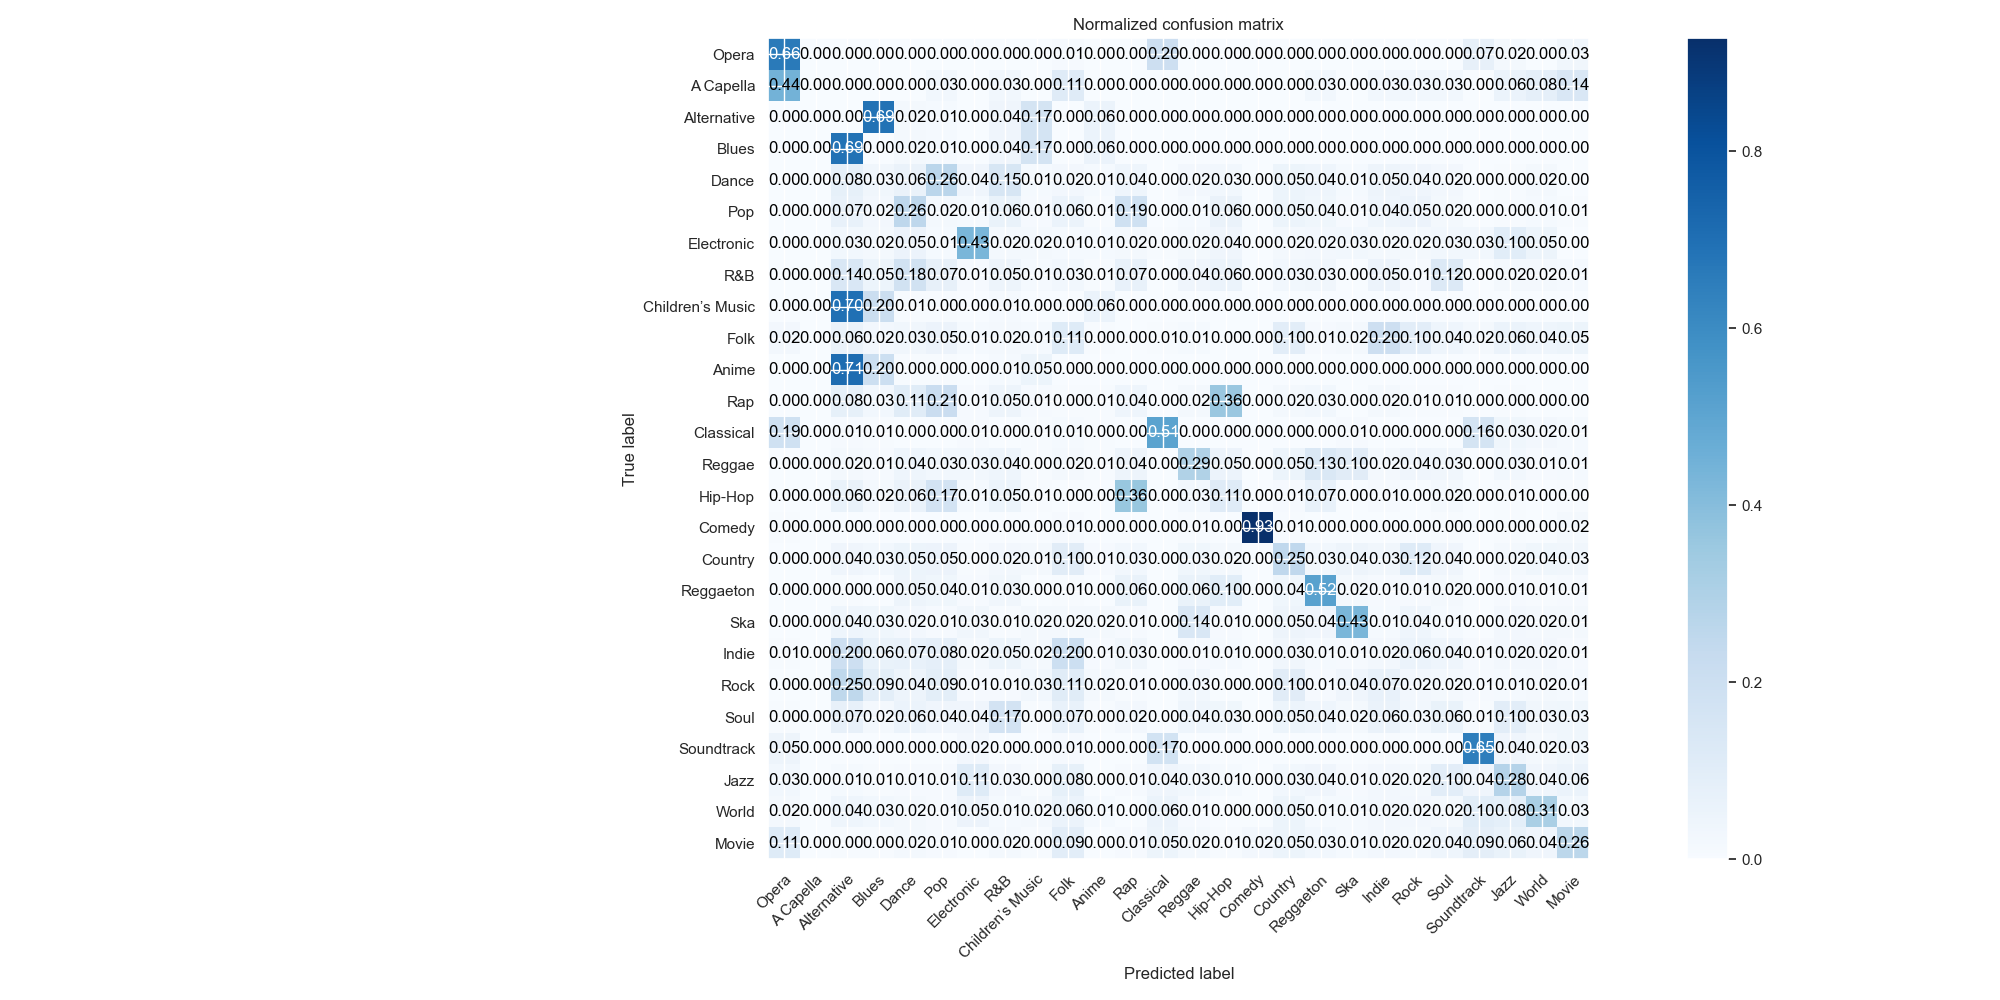 Normalized confusion matrix
Opera 0.66 0.00 0.00 0.00 0.00 0.00 0.00 0.00 0.00 0.01 0.00 0.00 0.20 0.00 0.00 0.00 0.00 0.00 0.00 0.00 0.00 0.00 0.07 0.02 0.00 0.03
A Capella 0.44 0.00 0.00 0.00 0.00 0.03 0.00 0.03 0.00 0.11 0.00 0.00 0.00 0.00 0.00 0.00 0.00 0.03 0.00 0.03 0.03 0.03 0.00 0.06 0.08 0.14
Alternative 0.00 0.00 0.00 0.69 0.02 0.01 0.00 0.04 0.17 0.00 0.06 0.00 0.00 0.00 0.00 0.00 0.00 0.00 0.00 0.00 0.00 0.00 0.00 0.00 0.00 0.00
Blues 0.00 0.00 0.69 0.00 0.02 0.01 0.00 0.04 0.17 0.00 0.06 0.00 0.00 0.00 0.00 0.00 0.00 0.00 0.00 0.00 0.00 0.00 0.00 0.00 0.00 0.00
Dance 0.00 0.00 0.08 0.03 0.06 0.26 0.04 0.15 0.01 0.02 0.01 0.04 0.00 0.02 0.03 0.00 0.05 0.04 0.01 0.05 0.04 0.02 0.00 0.00 0.02 0.00
Pop 0.00 0.00 0.07 0.02 0.26 0.02 0.01 0.06 0.01 0.06 0.01 0.19 0.00 0.01 0.06 0.00 0.05 0.04 0.01 0.04 0.05 0.02 0.00 0.00 0.01 0.01
Electronic 0.00 0.00 0.03 0.02 0.05 0.01 0.43 0.02 0.02 0.01 0.01 0.02 0.00 0.02 0.04 0.00 0.02 0.02 0.03 0.02 0.02 0.03 0.03 0.10 0.05 0.00
R&B 0.00 0.00 0.14 0.05 0.18 0.07 0.01 0.05 0.01 0.03 0.01 0.07 0.00 0.04 0.06 0.00 0.03 0.03 0.00 0.05 0.01 0.12 0.00 0.02 0.02 0.01
Children's Music 0.00 0.00 0.70 0.20 0.01 0.00 0.00 0.01 0.00 0.00 0.06 0.00 0.00 0.00 0.00 0.00 0.00 0.00 0.00 0.00 0.00 0.00 0.00 0.00 0.00 0.00
Folk 0.02 0.00 0.06 0.02 0.03 0.05 0.01 0.02 0.01 0.11 0.00 0.00 0.01 0.01 0.00 0.00 0.10 0.01 0.02 0.20 0.10 0.04 0.02 0.06 0.04 0.05
Anime 0.00 0.00 0.71 0.20 0.00 0.00 0.00 0.01 0.05 0.00 0.00 0.00 0.00 0.00 0.00 0.00 0.00 0.00 0.00 0.00 0.00 0.00 0.00 0.00 0.00 0.00
Rap 0.00 0.00 0.08 0.03 0.11 0.21 0.01 0.05 0.01 0.00 0.01 0.04 0.00 0.02 0.36 0.00 0.02 0.03 0.00 0.02 0.01 0.01 0.00 0.00 0.00 0.00
Classical 0.19 0.00 0.01 0.01 0.00 0.00 0.01 0.00 0.01 0.01 0.01 0.00 0.51 0.00 0.00 0.00 0.00 0.00 0.01 0.00 0.00 0.00 0.16 0.03 0.02 0.01
Reggae 0.00 0.00 0.02 0.01 0.04 0.03 0.03 0.04 0.00 0.02 0.01 0.04 0.00 0.29 0.05 0.00 0.05 0.13 0.10 0.02 0.04 0.03 0.00 0.03 0.01 0.01
Hip-Hop 0.00 0.00 0.06 0.02 0.06 0.17 0.01 0.05 0.01 0.00 0.00 0.36 0.00 0.03 0.11 0.00 0.01 0.07 0.00 0.01 0.00 0.02 0.00 0.01 0.00 0.00
Comedy 0.00 0.00 0.00 0.00 0.00 0.00 0.00 0.00 0.00 0.01 0.00 0.00 0.00 0.01 0.00 0.93 0.01 0.00 0.00 0.00 0.00 0.00 0.00 0.00 0.00 0.02
Country 0.00 0.00 0.04 0.03 0.05 0.05 0.00 0.02 0.01 0.10 0.01 0.03 0.00 0.03 0.02 0.00 0.25 0.03 0.04 0.03 0.12 0.04 0.00 0.02 0.04 0.03
Reggaeton 0.00 0.00 0.00 0.00 0.05 0.04 0.01 0.03 0.00 0.01 0.00 0.06 0.00 0.06 0.10 0.00 0.04 0.52 0.02 0.01 0.01 0.02 0.00 0.01 0.01 0.01
Ska 0.00 0.00 0.04 0.03 0.02 0.01 0.03 0.01 0.02 0.02 0.02 0.01 0.00 0.14 0.01 0.00 0.05 0.04 0.43 0.01 0.04 0.01 0.00 0.02 0.02 0.01
Indie 0.01 0.00 0.20 0.06 0.07 0.08 0.02 0.05 0.02 0.20 0.01 0.03 0.00 0.01 0.01 0.00 0.03 0.01 0.01 0.02 0.06 0.04 0.01 0.02 0.02 0.01
Rock 0.00 0.00 0.25 0.09 0.04 0.09 0.01 0.01 0.03 0.11 0.02 0.01 0.00 0.03 0.00 0.00 0.10 0.01 0.04 0.07 0.02 0.02 0.01 0.01 0.02 0.01
Soul 0.00 0.00 0.07 0.02 0.06 0.04 0.04 0.17 0.00 0.07 0.00 0.02 0.00 0.04 0.03 0.00 0.05 0.04 0.02 0.06 0.03 0.06 0.01 0.10 0.03 0.03
Soundtrack 0.05 0.00 0.00 0.00 0.00 0.00 0.02 0.00 0.00 0.01 0.00 0.00 0.17 0.00 0.00 0.00 0.00 0.00 0.00 0.00 0.00 0.00 0.65 0.04 0.02 0.03
Jazz 0.03 0.00 0.01 0.01 0.01 0.01 0.11 0.03 0.00 0.08 0.00 0.01 0.04 0.03 0.01 0.00 0.03 0.04 0.01 0.02 0.02 0.10 0.04 0.28 0.04 0.06
World 0.02 0.00 0.04 0.03 0.02 0.01 0.05 0.01 0.02 0.06 0.01 0.00 0.06 0.01 0.00 0.00 0.05 0.01 0.01 0.02 0.02 0.02 0.10 0.08 0.31 0.03
Movie 0.11 0.00 0.00 0.00 0.02 0.01 0.00 0.02 0.00 0.09 0.00 0.01 0.05 0.02 0.01 0.02 0.05 0.03 0.01 0.02 0.02 0.04 0.09 0.06 0.04 0.26
True label
Opera
A Capella
Alternative
Blues
Dance
Pop
Electronic
R&B
Children's Music
Folk
Anime
Rap
Classical
Reggae
Hip-Hop
Comedy
Country
Reggaeton
Ska
Indie
Rock
Soul
Soundtrack
Jazz
World
Movie
Predicted label
0.8
0.6
0.4
0.2
0.0